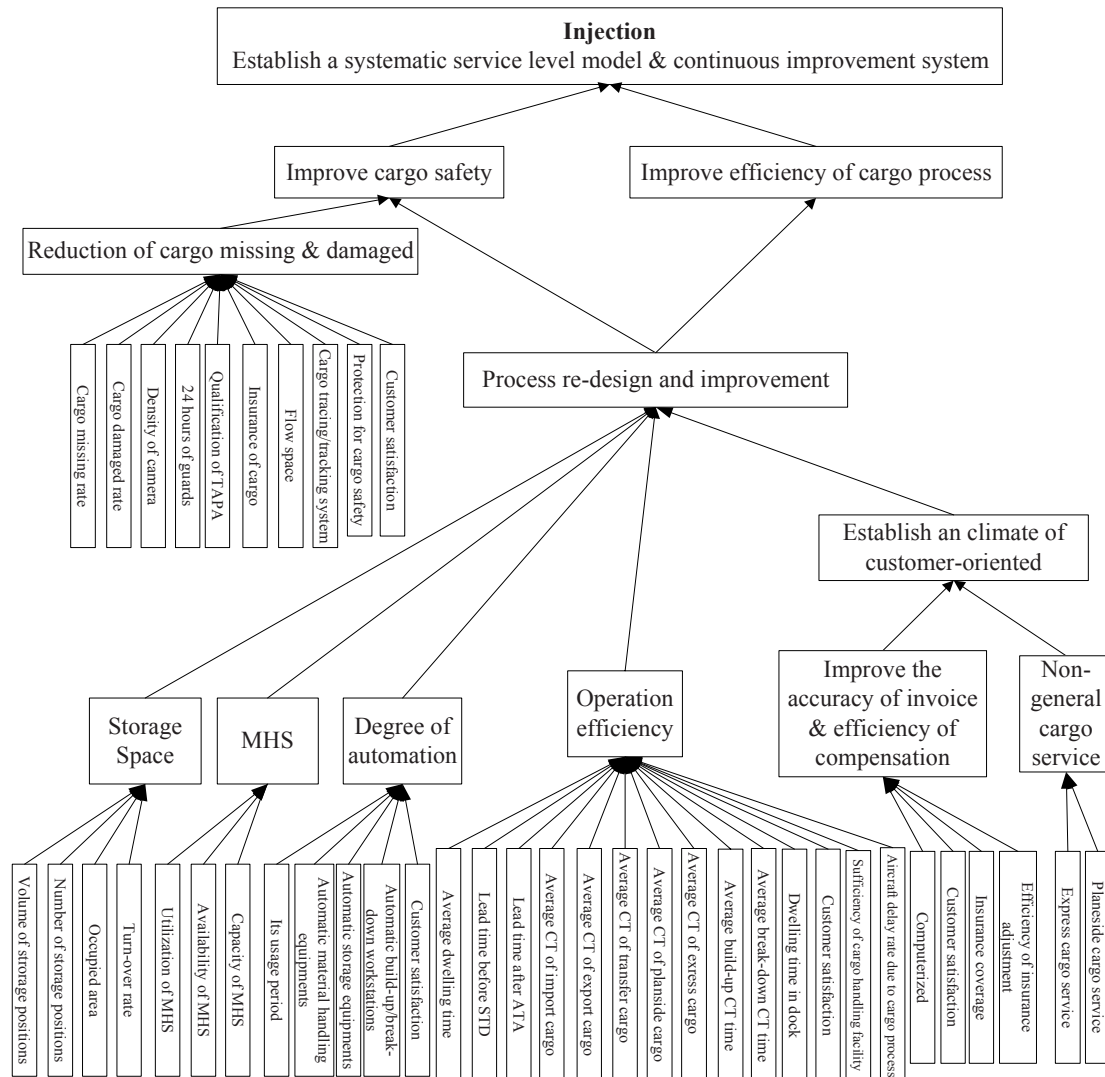 Injection
Establish a systematic service level model & continuous improvement system
Improve cargo safety
Improve efficiency of cargo process
Reduction of cargo missing & damaged
Cargo missing rate
Cargo damaged rate
Density of camera
24 hours of guards
Qualification of TAPA
Insurance of cargo
Flow space
Cargo tracing/tracking system
Protection for cargo safety
Customer satisfaction
Process re-design and improvement
Establish an climate of
customer-oriented
Storage
Space
MHS
Degree of
automation
Operation
efficiency
Improve the
accuracy of invoice
& efficiency of
compensation
Non-
general
cargo
service
Volume of strorage positions
Number of storage positions
Occupied area
Turn-over rate
Utilization of MHS
Availability of MHS
Capacity of MHS
Its usage period
Automatic material handling
equipments
Automatic storage equipments
Automatic build-up/break-
down workstations
Customer satisfaction
Average dwelling time
Lead time before STD
Lead time after ATA
Average CT of import cargo
Average CT of export cargo
Average CT of transfer cargo
Average CT of planside cargo
Average CT of exress cargo
Average build-up CT time
Average break-down CT time
Dwelling time in dock
Custoer satisfaction
Sufficiency of cargo handling facility
Aircraft delay rate due to cargo process
Computerized
Customer satisfaction
Insurance coverage
Efficiency of insurance
adjustment
Express cargo service
Planeside cargo service